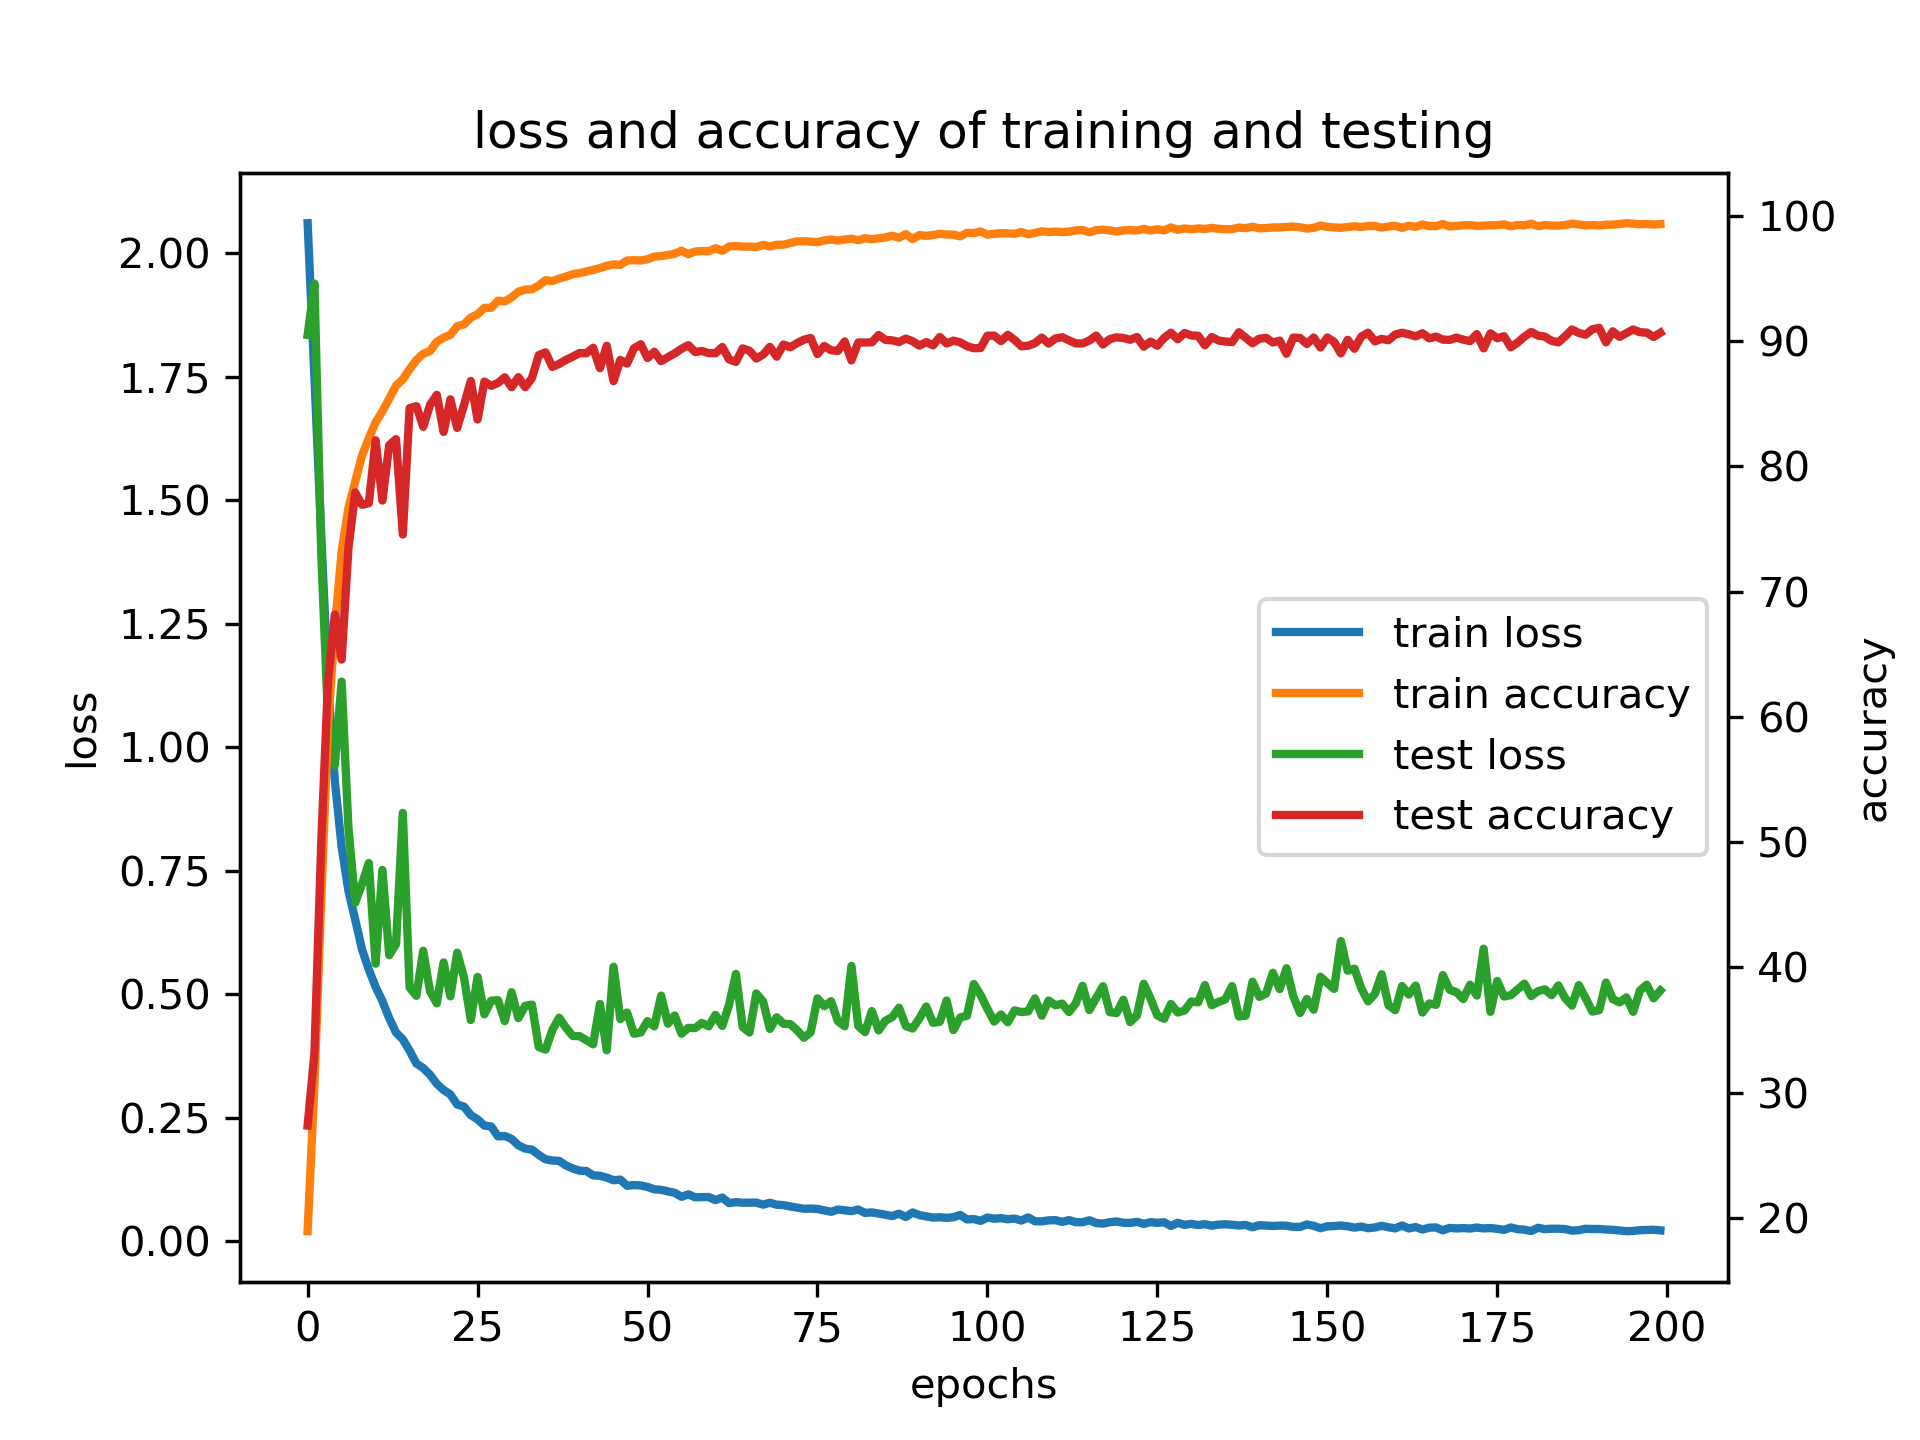 loss and accuracy of training and testing
2.00
1.75
1.50
1.25
1.00
0.75
0.50
0.25
0.00
loss
100
90
80
70
60
50
40
30
20
accuracy
train loss
train accuracy
test loss
test accuracy
0 25 50 75 100 125 150 175 200
epochs